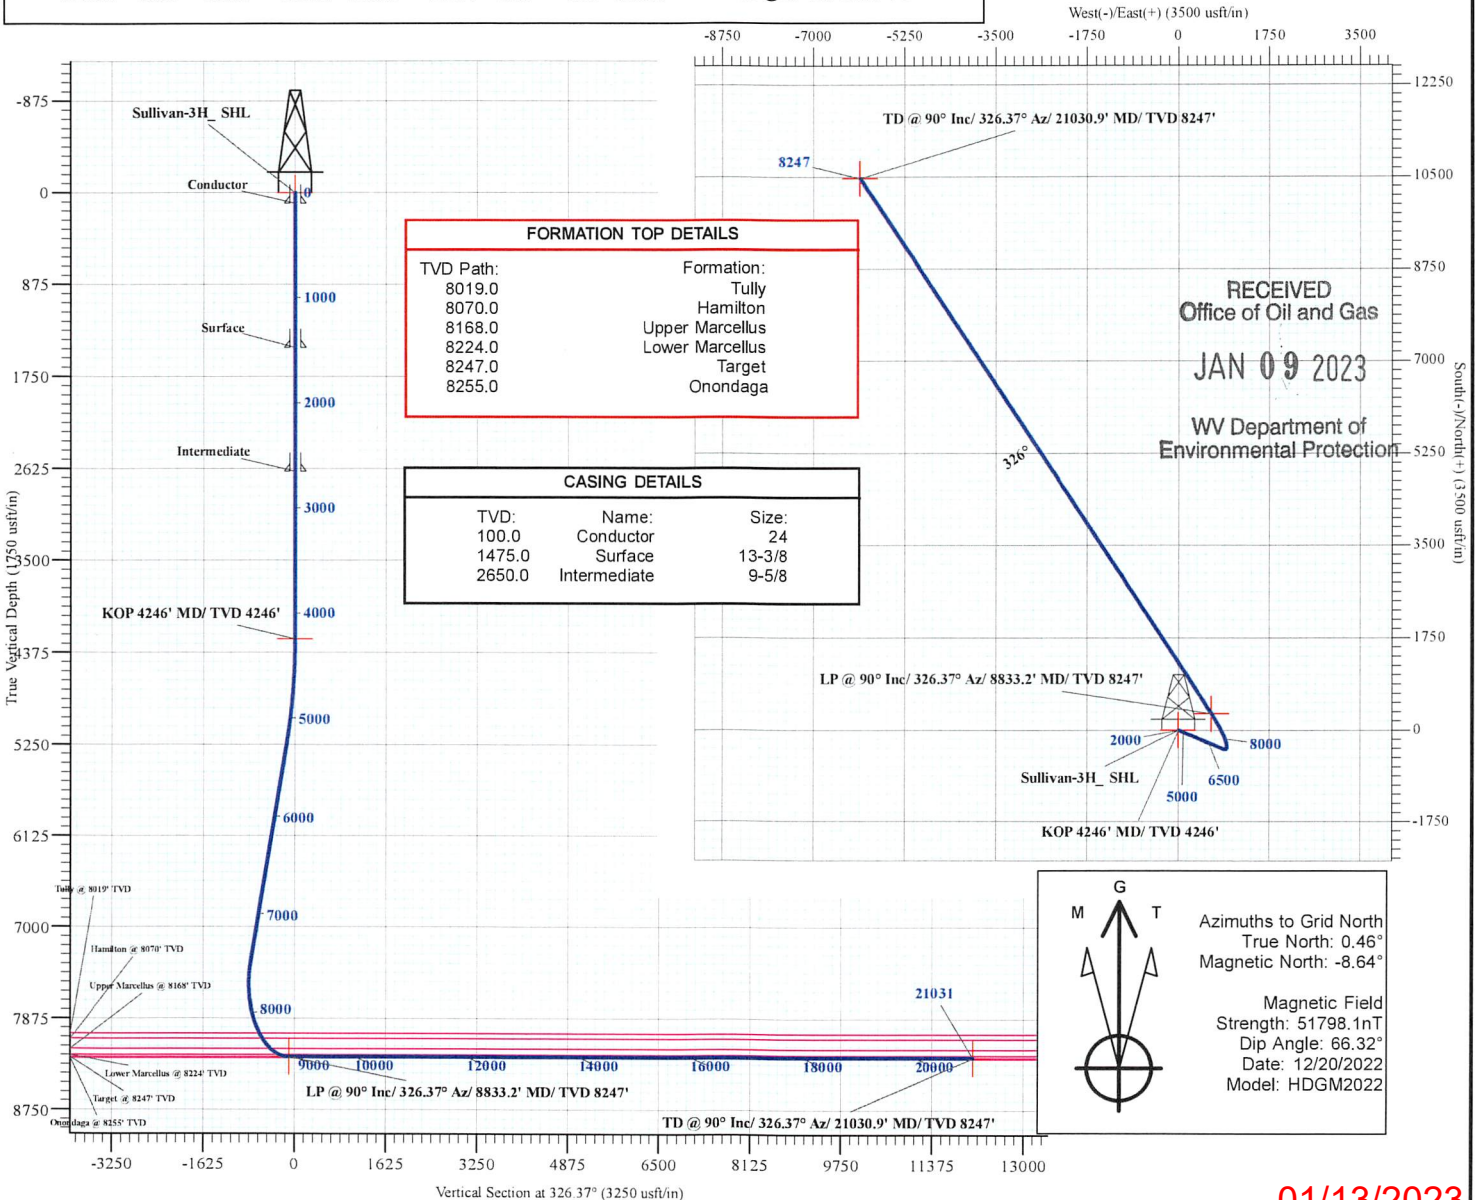 West(-)/East(+) (3500 usft/in)
-8750 -7000 -5250 -3500 -1750 0 1750 3500
12250
10500
8750
7000
5250
3500
1750
0
-1750
South(-)/North(+) (3500 usft/in)
TD @ 90° Inc/ 326.37° Az/ 21030.9' MD/ TVD 8247'
8247
326°
LP @ 90° Inc/ 326.37° Az/ 8833.2' MD/ TVD 8247'
2000
8000
Sullivan-3H_ SHL
6500
5000
KOP 4246' MD/ TVD 4246'
RECEIVED
Office of Oil and Gas
JAN 09 2023
WV Department of
Environmental Protection
-875
0
875
1750
2625
3500
4375
5250
6125
7000
7875
8750
True Vertical Depth (1750 usft/in)
Sullivan-3H_ SHL
Conductor
0
1000
Surface
2000
Intermediate
3000
4000
KOP 4246' MD/ TVD 4246'
5000
6000
7000
8000
FORMATION TOP DETAILS
TVD Path: Formation:
8019.0 Tully
8070.0 Hamilton
8168.0 Upper Marcellus
8224.0 Lower Marcellus
8247.0 Target
8255.0 Onondaga
CASING DETAILS
TVD: Name: Size:
100.0 Conductor 24
1475.0 Surface 13-3/8
2650.0 Intermediate 9-5/8
Tully @ 8019' TVD
Hamilton @ 8070' TVD
Upper Marcellus @ 8168' TVD
Lower Marcellus @ 8224' TVD
Target @ 8247' TVD
Onondaga @ 8255' TVD
21031
9000 10000 12000 14000 16000 18000 20000
LP @ 90° Inc/ 326.37° Az/ 8833.2' MD/ TVD 8247'
TD @ 90° Inc/ 326.37° Az/ 21030.9' MD/ TVD 8247'
-3250 -1625 0 1625 3250 4875 6500 8125 9750 11375 13000
Vertical Section at 326.37° (3250 usft/in)
G
M T
Azimuths to Grid North
True North: 0.46°
Magnetic North: -8.64°
Magnetic Field
Strength: 51798.1nT
Dip Angle: 66.32°
Date: 12/20/2022
Model: HDGM2022
01/13/2023